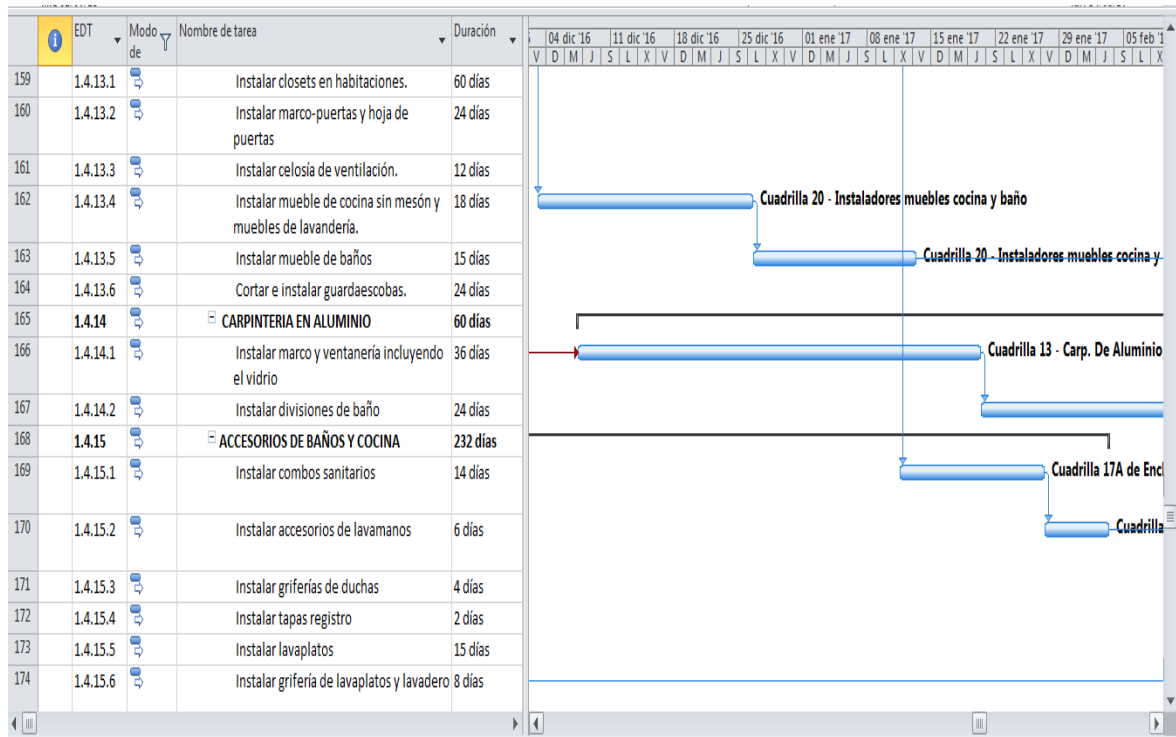 EDT Modo de Nombre de tarea Duración
04 dic '16 11 dic '16 18 dic '16 25 dic '16 01 ene '17 08 ene '17 15 ene '17 22 ene '17 29 ene '17 05 feb '1
V D M J S L X V D M J S L X V D M J S L X V D M J S L X V D M J S L X
159 1.4.13.1 Instalar closets en habitaciones. 60 días
160 1.4.13.2 Instalar marco-puertas y hoja de 24 días
puertas
161 1.4.13.3 Instalar celosía de ventilación. 12 días
162 1.4.13.4 Instalar mueble de cocina sin mesón y 18 días Cuadrilla 20 - Instaladores muebles cocina y baño
muebles de lavandería.
163 1.4.13.5 Instalar mueble de baños 15 días Cuadrilla 20 - Instaladores muebles cocina y
164 1.4.13.6 Cortar e instalar guardaescobas. 24 días
165 1.4.14 CARPINTERIA EN ALUMINIO 60 días
166 1.4.14.1 Instalar marco y ventanería incluyendo 36 días Cuadrilla 13 - Carp. De Aluminio
el vidrio
167 1.4.14.2 Instalar divisiones de baño 24 días
168 1.4.15 ACCESORIOS DE BAÑOS Y COCINA 232 días
169 1.4.15.1 Instalar combos sanitarios 14 días Cuadrilla 17A de Encl
170 1.4.15.2 Instalar accesorios de lavamanos 6 días Cuadrilla
171 1.4.15.3 Instalar griferías de duchas 4 días
172 1.4.15.4 Instalar tapas registro 2 días
173 1.4.15.5 Instalar lavaplatos 15 días
174 1.4.15.6 Instalar grifería de lavaplatos y lavadero 8 días